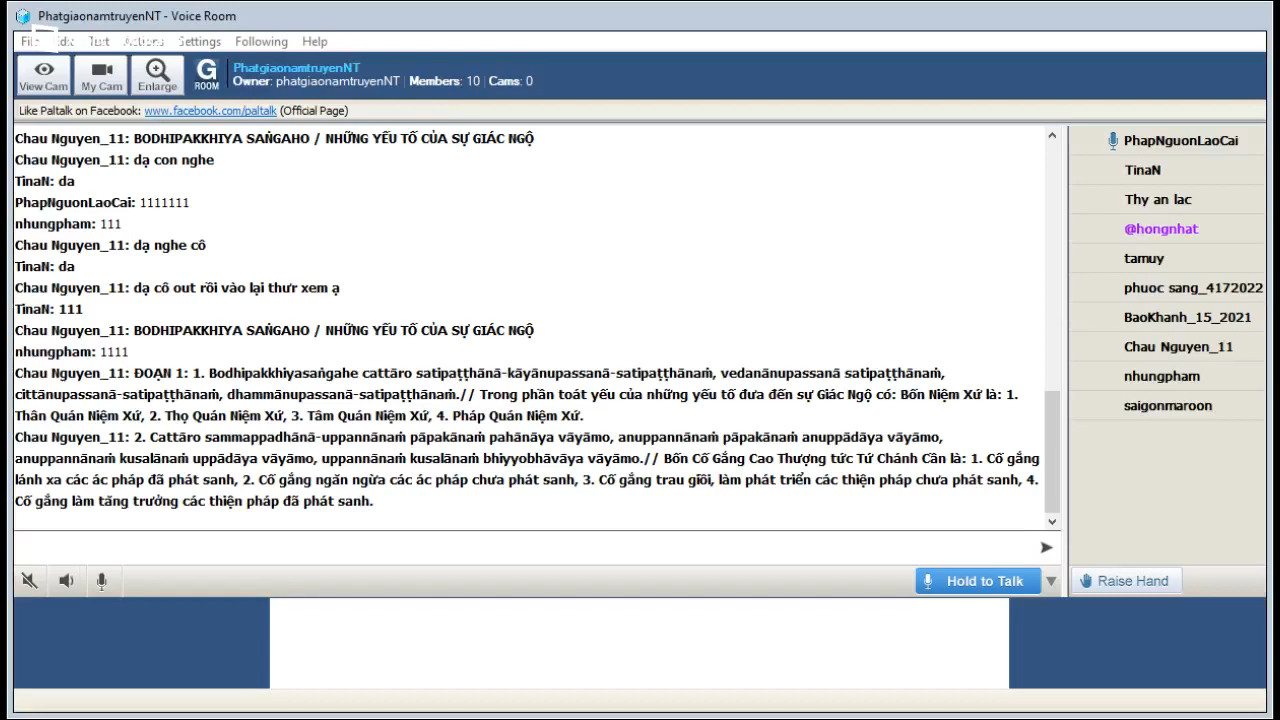 PhatgiaonamtruyenNT - Voice Room
Settings Following Help
View Cam My Cam Enlarge G ROOM
PhatgiaonamtruyenNT
Owner: phatgiaonamtruyenNT | Members: 10 | Cams: 0
Like Paltalk on Facebook: www.facebook.com/paltalk (Official Page)
Chau Nguyen_11: BODHIPAKKHIYA SAṄGAHO / NHỮNG YẾU TỐ CỦA SỰ GIÁC NGỘ
Chau Nguyen_11: dạ con nghe
TinaN: da
PhapNguonLaoCai: 1111111
nhungpham: 111
Chau Nguyen_11: dạ nghe cô
TinaN: da
Chau Nguyen_11: dạ cô out rồi vào lại thưr xem ạ
TinaN: 111
Chau Nguyen_11: BODHIPAKKHIYA SAṄGAHO / NHỮNG YẾU TỐ CỦA SỰ GIÁC NGỘ
nhungpham: 1111
Chau Nguyen_11: ĐOẠN 1: 1. Bodhipakkhiyasaṅgahe cattāro satipaṭṭhānā-kāyānupassanā-satipaṭṭhānaṁ, vedanānupassanā satipaṭṭhānaṁ,
cittānupassanā-satipaṭṭhānaṁ, dhammānupassanā-satipaṭṭhānaṁ.// Trong phần toát yếu của những yếu tố đưa đến sự Giác Ngộ có: Bốn Niệm Xứ là: 1.
Thân Quán Niệm Xứ, 2. Thọ Quán Niệm Xứ, 3. Tâm Quán Niệm Xứ, 4. Pháp Quán Niệm Xứ.
Chau Nguyen_11: 2. Cattāro sammappadhānā-uppannānaṁ pāpakānaṁ pahānāya vāyāmo, anuppannānaṁ pāpakānaṁ anuppādāya vāyāmo,
anuppannānaṁ kusalānaṁ uppādāya vāyāmo, uppannānaṁ kusalānaṁ bhiyyobhāvāya vāyāmo.// Bốn Cố Gắng Cao Thượng tức Tứ Chánh Cần là: 1. Cố gắng
lánh xa các ác pháp đã phát sanh, 2. Cố gắng ngăn ngừa các ác pháp chưa phát sanh, 3. Cố gắng trau giồi, làm phát triển các thiện pháp chưa phát sanh, 4.
Cố gắng làm tăng trưởng các thiện pháp đã phát sanh.
PhapNguonLaoCai
TinaN
Thy an lac
@hongnhat
tamuy
phuoc sang_4172022
BaoKhanh_15_2021
Chau Nguyen_11
nhungpham
saigonmaroon
Hold to Talk
Raise Hand